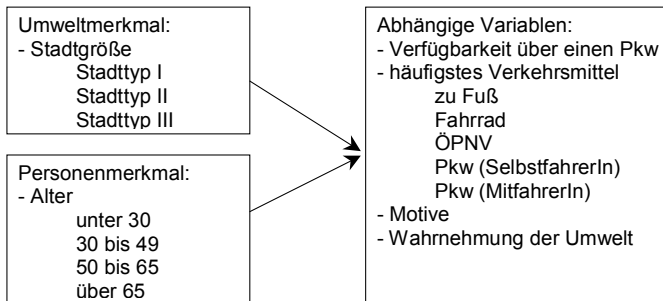 Umweltmerkmal:
- Stadtgröße
Stadttyp I
Stadttyp II
Stadttyp III
Personenmerkmal:
- Alter
unter 30
30 bis 49
50 bis 65
über 65
Abhängige Variablen:
- Verfügbarkeit über einen Pkw
- häufigstes Verkehrsmittel
zu Fuß
Fahrrad
ÖPNV
Pkw (SelbstfahrerIn)
Pkw (MitfahrerIn)
- Motive
- Wahrnehmung der Umwelt